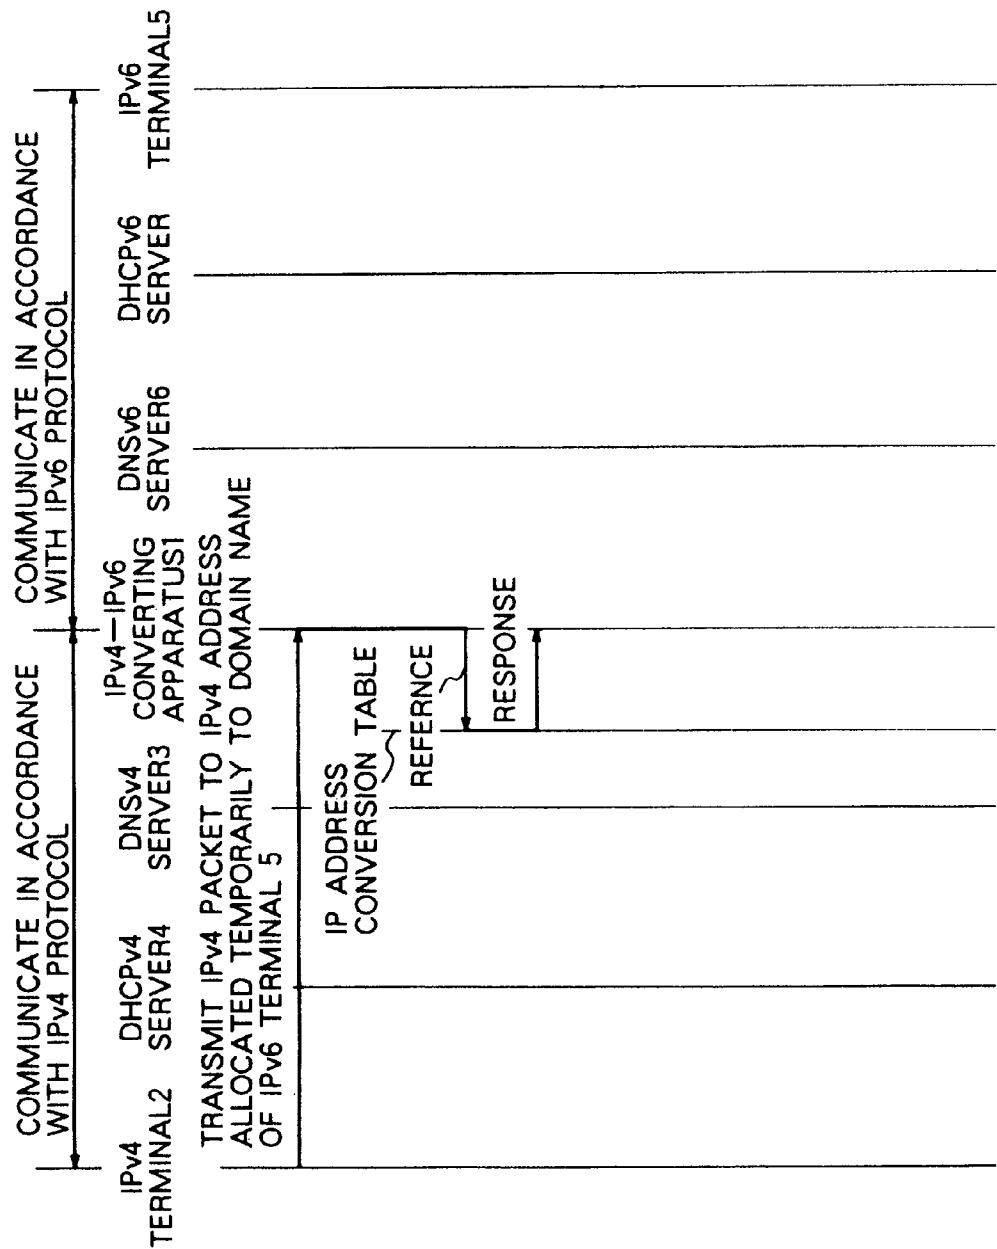 COMMUNICATE IN ACCORDANCE
WITH IPv4 PROTOCOL
COMMUNICATE IN ACCORDANCE
WITH IPv6 PROTOCOL
IPv4
TERMINAL2
DHCPv4
SERVER4
DNSv4
SERVER3
IPv4–IPv6
CONVERTING
APPARATUS1
DNSv6
SERVER6
DHCPv6
SERVER
IPv6
TERMINAL5
TRANSMIT IPv4 PACKET TO IPv4 ADDRESS
ALLOCATED TEMPORARILY TO DOMAIN NAME
OF IPv6 TERMINAL 5
IP ADDRESS
CONVERSION TABLE
REFERNCE
RESPONSE